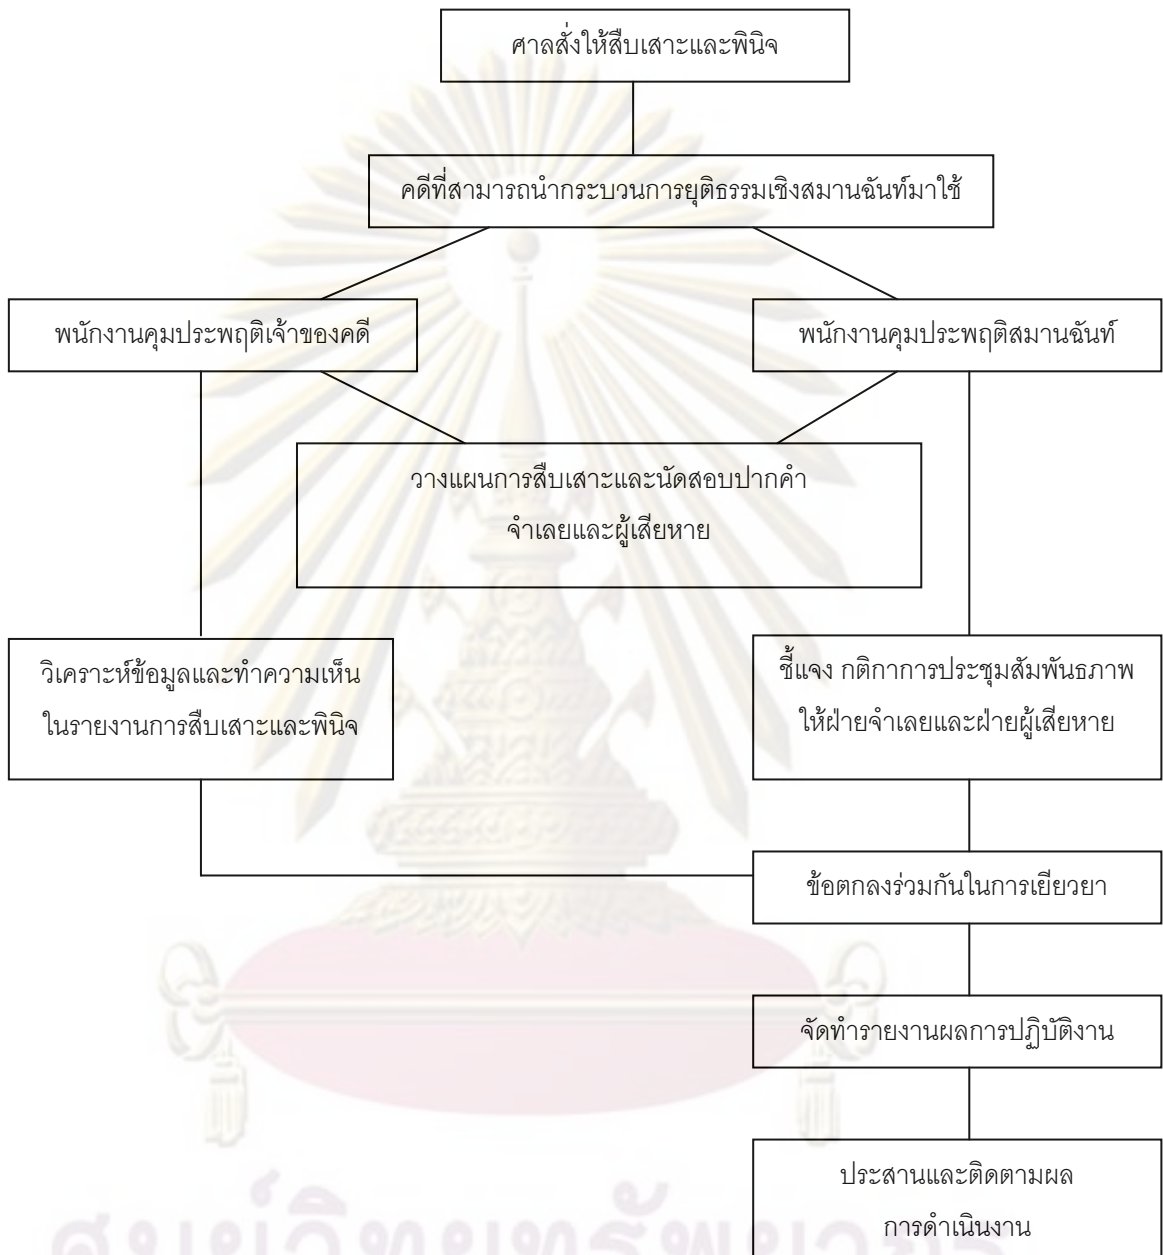 ศาลสั่งให้สืบเสาะและพินิจ
คดีที่สามารถนำกระบวนการยุติธรรมเชิงสมานฉันท์มาใช้
พนักงานคุมประพฤติเจ้าของคดี
พนักงานคุมประพฤติสมานฉันท์
วางแผนการสืบเสาะและนัดสอบปากคำ
จำเลยและผู้เสียหาย
วิเคราะห์ข้อมูลและทำความเห็น
ในรายงานการสืบเสาะและพินิจ
ชี้แจง กติกาการประชุมสัมพันธภาพ
ให้ฝ่ายจำเลยและฝ่ายผู้เสียหาย
ข้อตกลงร่วมกันในการเยียวยา
จัดทำรายงานผลการปฏิบัติงาน
ประสานและติดตามผล
การดำเนินงาน
ศูนย์วิทยทรัพยากร